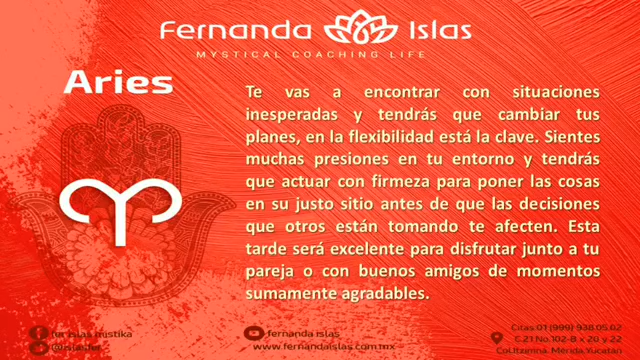 Fernanda Islas
MYSTICAL COACHING LIFE
Aries
Te vas a encontrar con situaciones
inesperadas y tendrás que cambiar tus
planes, en la flexibilidad está la clave. Sientes
muchas presiones en tu entorno y tendrás
que actuar con firmeza para poner las cosas
en su justo sitio antes de que las decisiones
que otros están tomando te afecten. Esta
tarde será excelente para disfrutar junto a tu
pareja o con buenos amigos de momentos
sumamente agradables.
fer islas mistika
fernanda islas
www.fernandaislas.com.mx
Citas: 01 (999) 938.05.02
C.21 No.102-B x 20 y 22
Col.Itzimna. Mérida, Yucatán